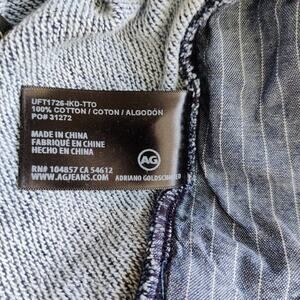 UFT1726-IKD-TTO
100% COTTON / COTON / ALGODÓN
PO# 31272
MADE IN CHINA
FABRIQUÉ EN CHINE
HECHO EN CHINA
AG
RN# 104857 CA 54612
WWW.AGJEANS.COM ADRIANO GOLDSCHMIED